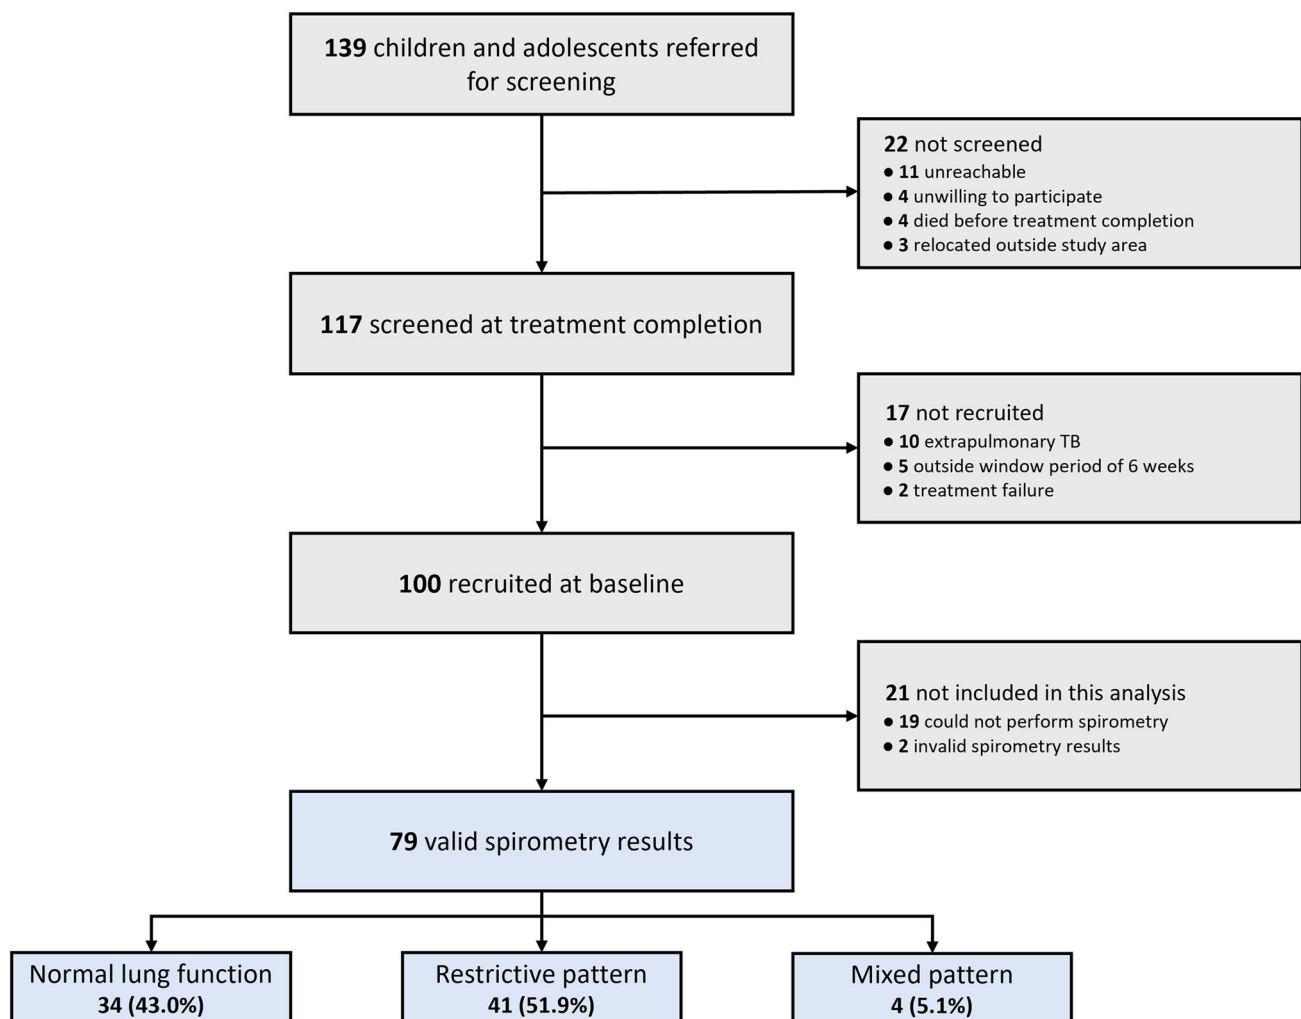 139 children and adolescents referred
for screening
22 not screened
● 11 unreachable
● 4 unwilling to participate
● 4 died before treatment completion
● 3 relocated outside study area
117 screened at treatment completion
17 not recruited
● 10 extrapulmonary TB
● 5 outside window period of 6 weeks
● 2 treatment failure
100 recruited at baseline
21 not included in this analysis
● 19 could not perform spirometry
● 2 invalid spirometry results
79 valid spirometry results
Normal lung function
34 (43.0%)
Restrictive pattern
41 (51.9%)
Mixed pattern
4 (5.1%)